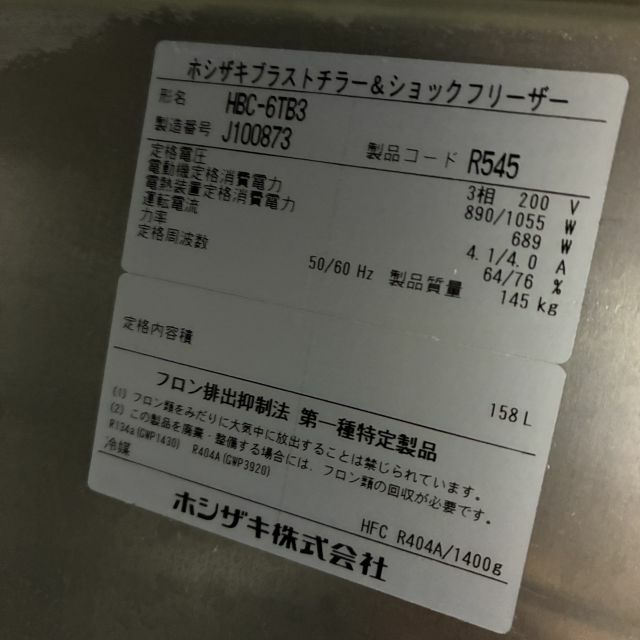 ホシザキブラストチラー＆ショックフリーザー
形名 HBC-6TB3
製造番号 J100873 製品コード R545
定格電圧 3相 200 V
電動機定格消費電力 890/1055 W
電熱装置定格消費電力 689 W
運転電流 4.1/4.0 A
力率 64/76 %
定格周波数 50/60 Hz 製品質量 145 kg
定格内容積 158 L
フロン排出抑制法 第一種特定製品
(1) フロン類をみだりに大気中に放出することは禁じられています。
(2) この製品を廃棄・整備する場合には、フロン類の回収が必要です。
R134a(GWP1430) R404A(GWP3920)
冷媒 HFC R404A/1400g
ホシザキ株式会社